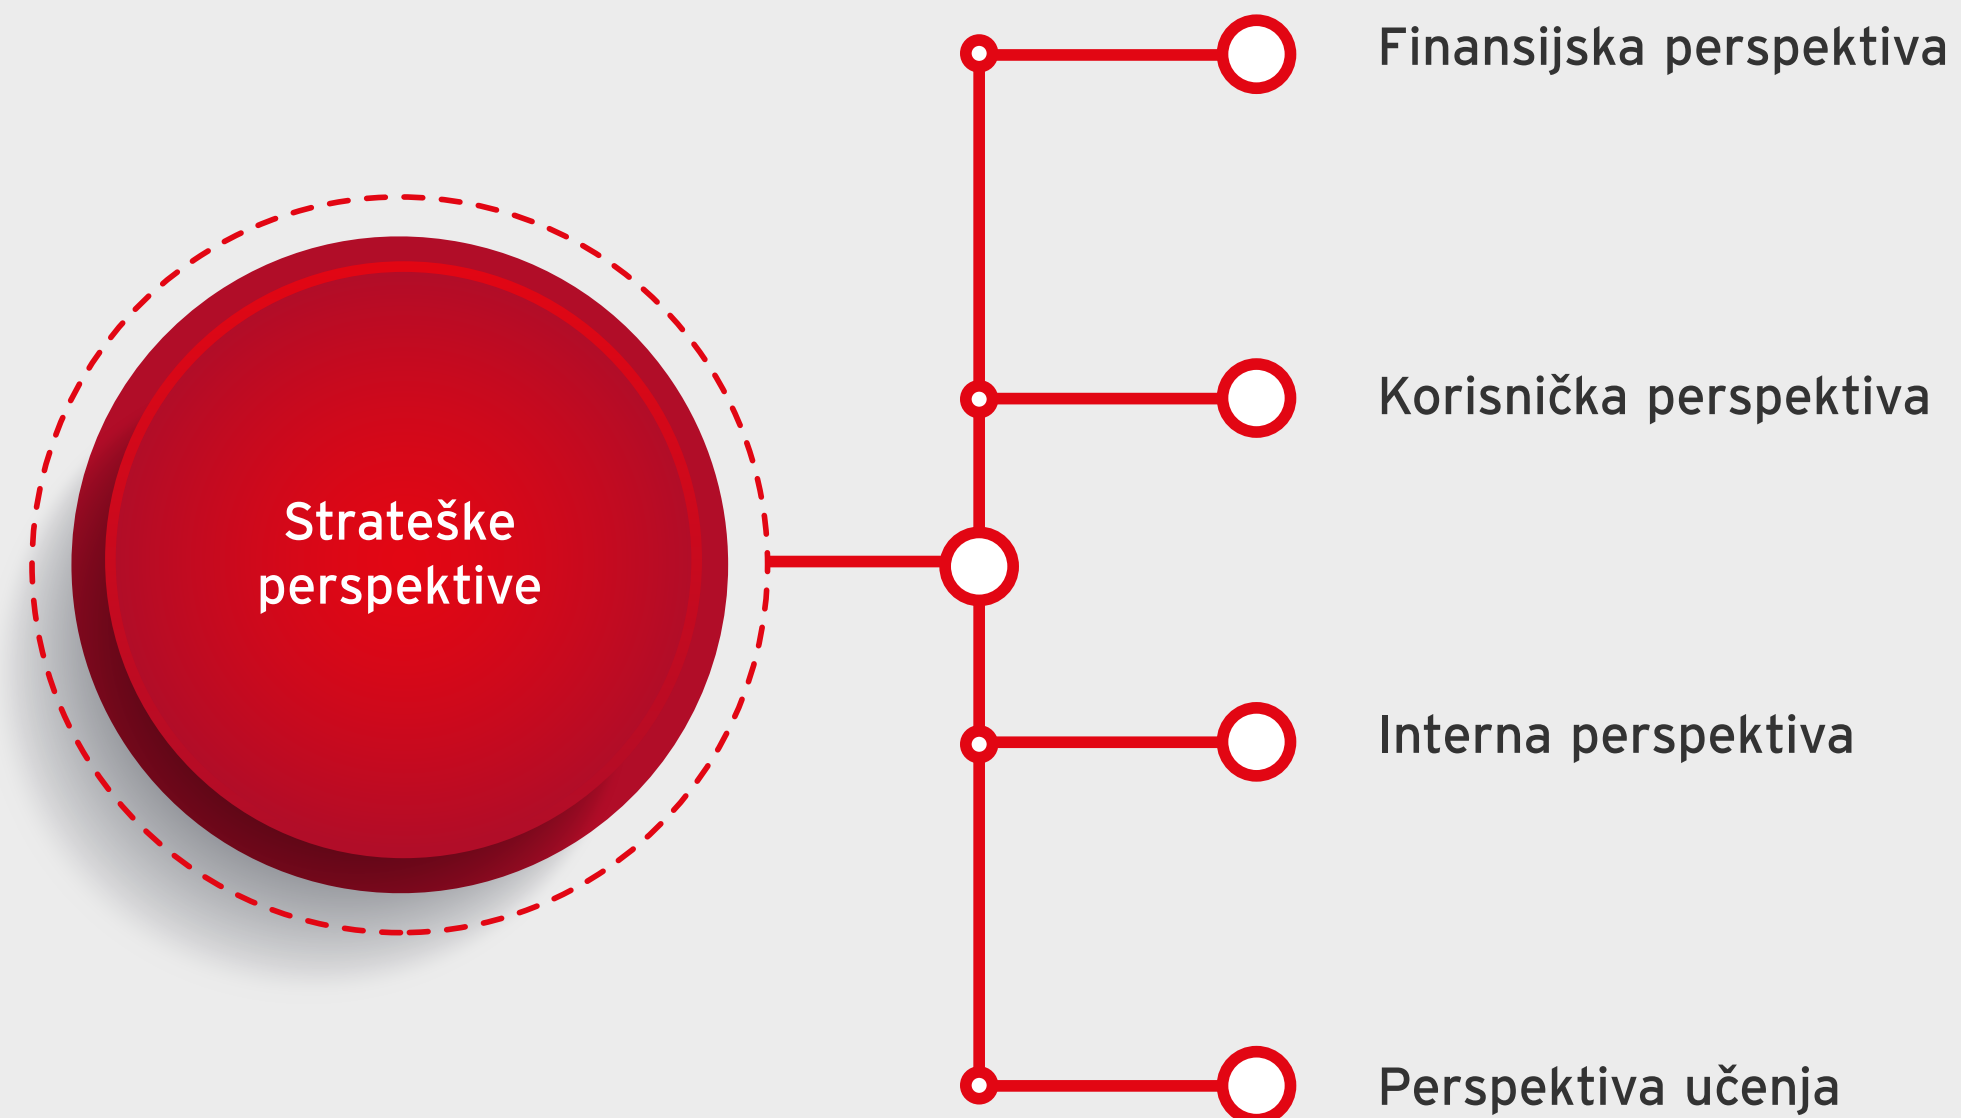 Strateške
perspektive
Finansijska perspektiva
Korisnička perspektiva
Interna perspektiva
Perspektiva učenja